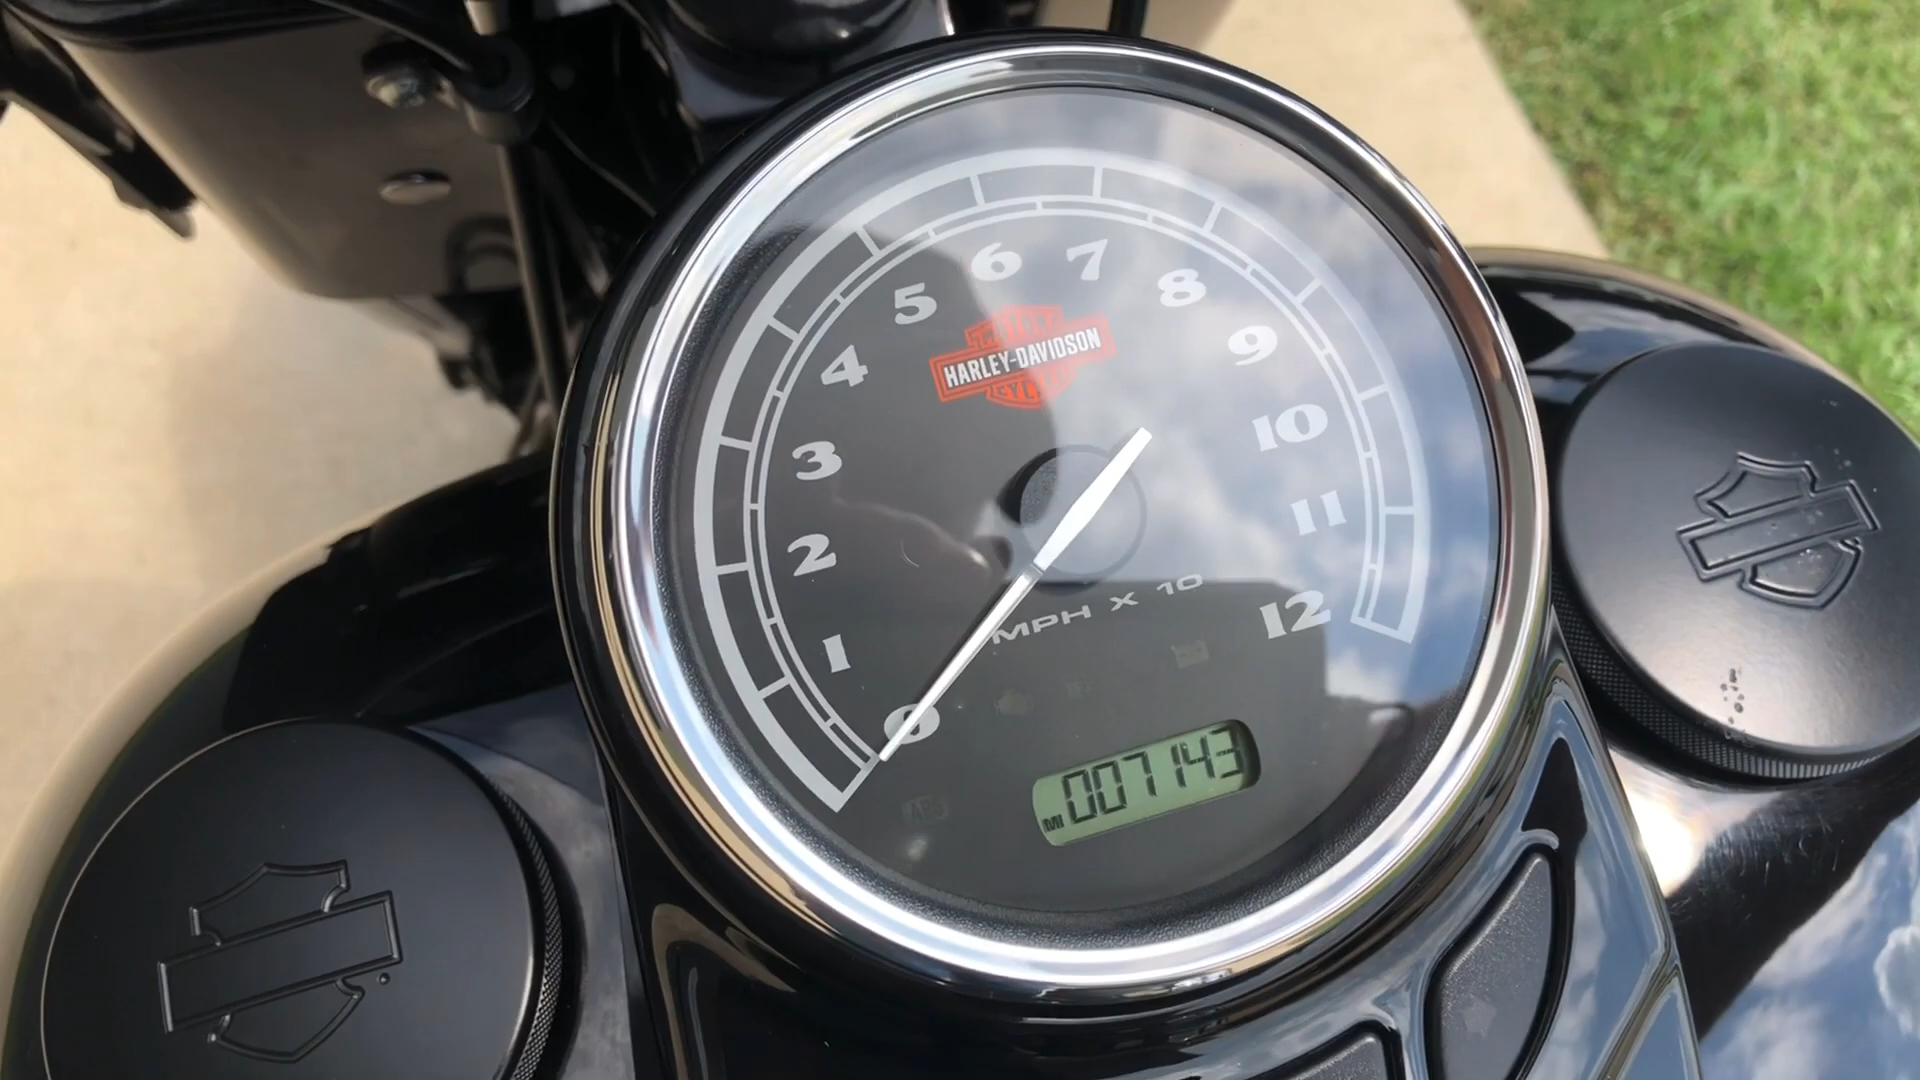 5 6 7 8
4 9
3 10
2 11
1 12
0
MOTOR
HARLEY-DAVIDSON
CYCLES
MPH X 10
ABS
MI 007143